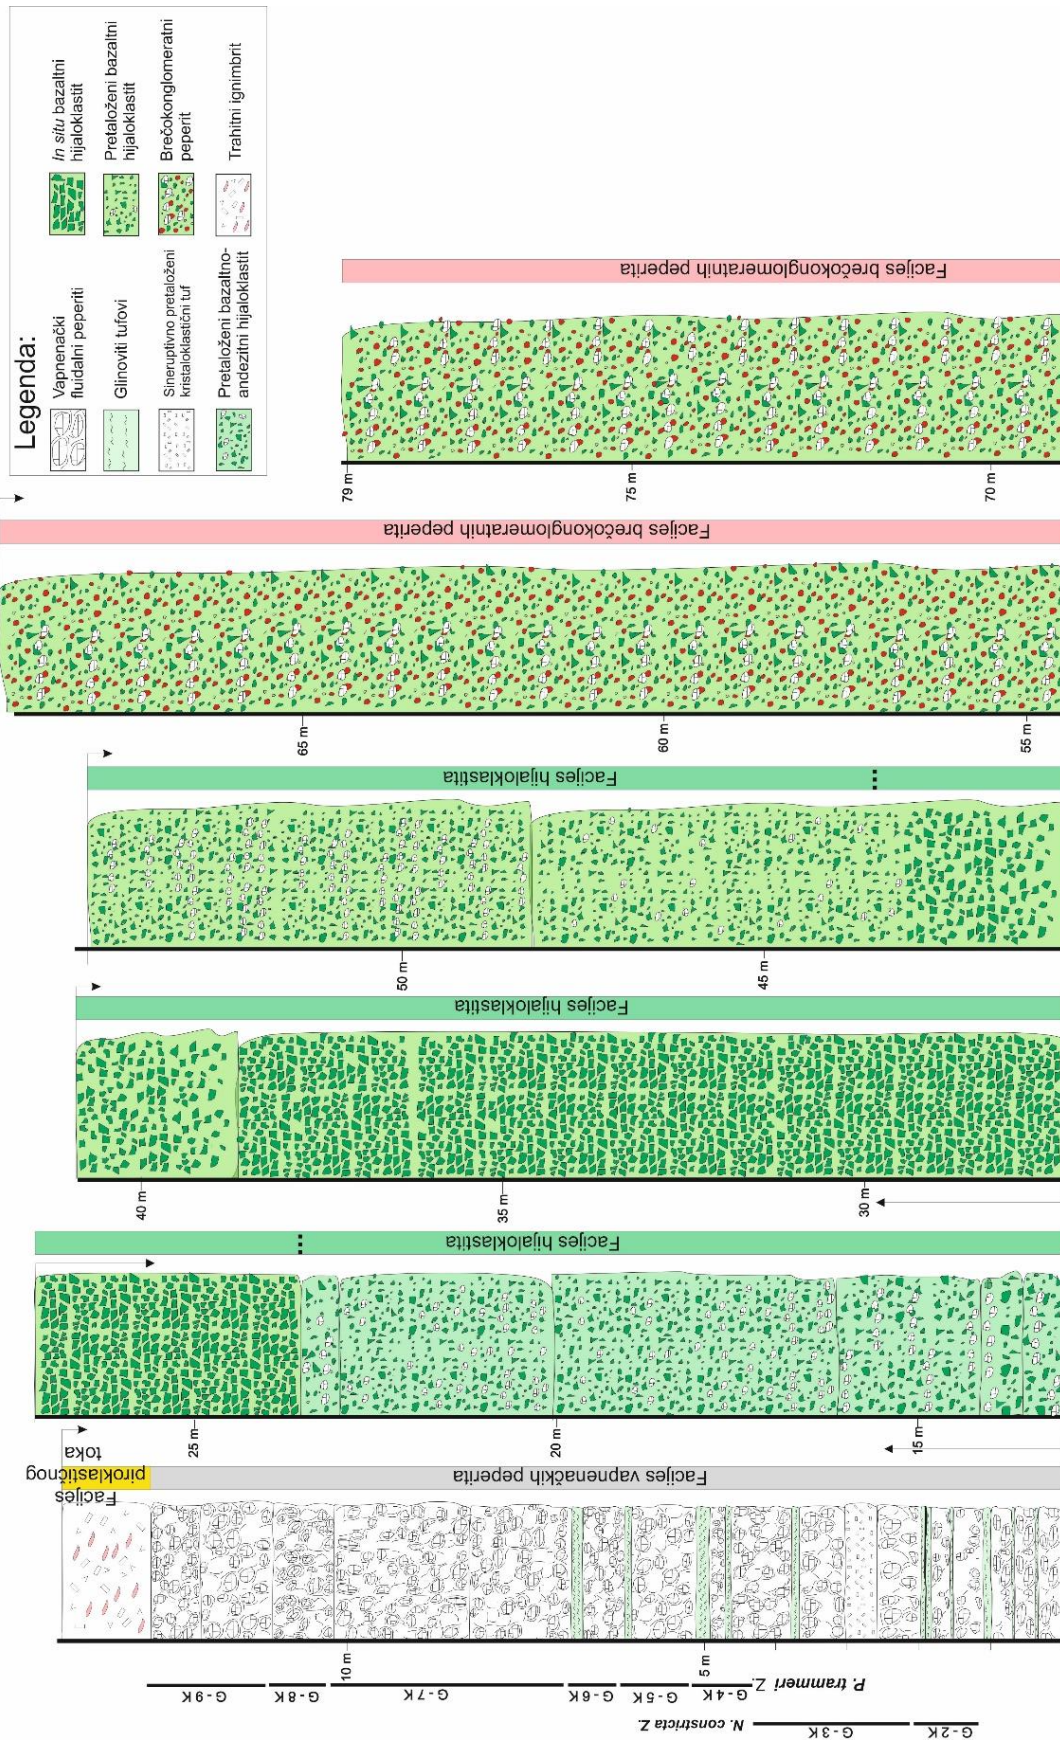 Legenda:
Vapnenački
fluidalni peperiti
Glinoviti tufovi
Sineruptivno pretaloženi
kristaloklastični tuf
Pretaloženi bazaltno-
andezitni hijaloklastit
In situ bazaltni
hijaloklastit
Pretaloženi bazaltni
hijaloklastit
Brečokonglomeratni
peperit
Trahitni ignimbrit
Facijes brečokonglomeratnih peperita
79 m
75 m
70 m
Facijes brečokonglomeratnih peperita
65 m
60 m
55 m
Facijes hijaloklastita
50 m
45 m
Facijes hijaloklastita
40 m
35 m
30 m
Facijes hijaloklastita
25 m
20 m
15 m
Facijes
piroklastičnog
toka
Facijes vapnenačkih peperita
10 m
5 m
G - 9 K
G - 8 K
G - 7 K
G - 6 K
G - 5 K
G - 4 K
P. trammeri Z.
G - 3 K
G - 2 K
N. constricta Z.